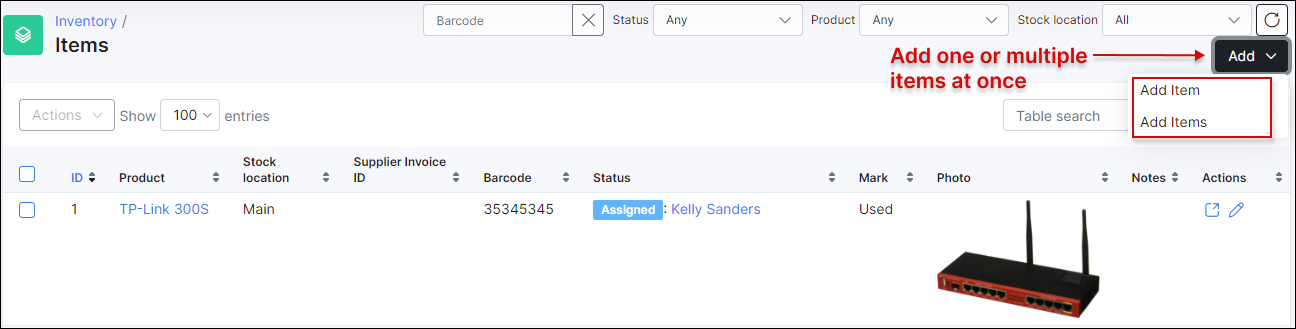 Inventory /
Items
Barcode
Status
Any
Product
Any
Stock location
All
Add one or multiple
items at once
Add
Add Item
Add Items
Actions
Show
100
entries
Table search
ID
Product
Stock
location
Supplier Invoice
ID
Barcode
Status
Mark
Photo
Notes
Actions
1
TP-Link 300S
Main
35345345
Assigned : Kelly Sanders
Used